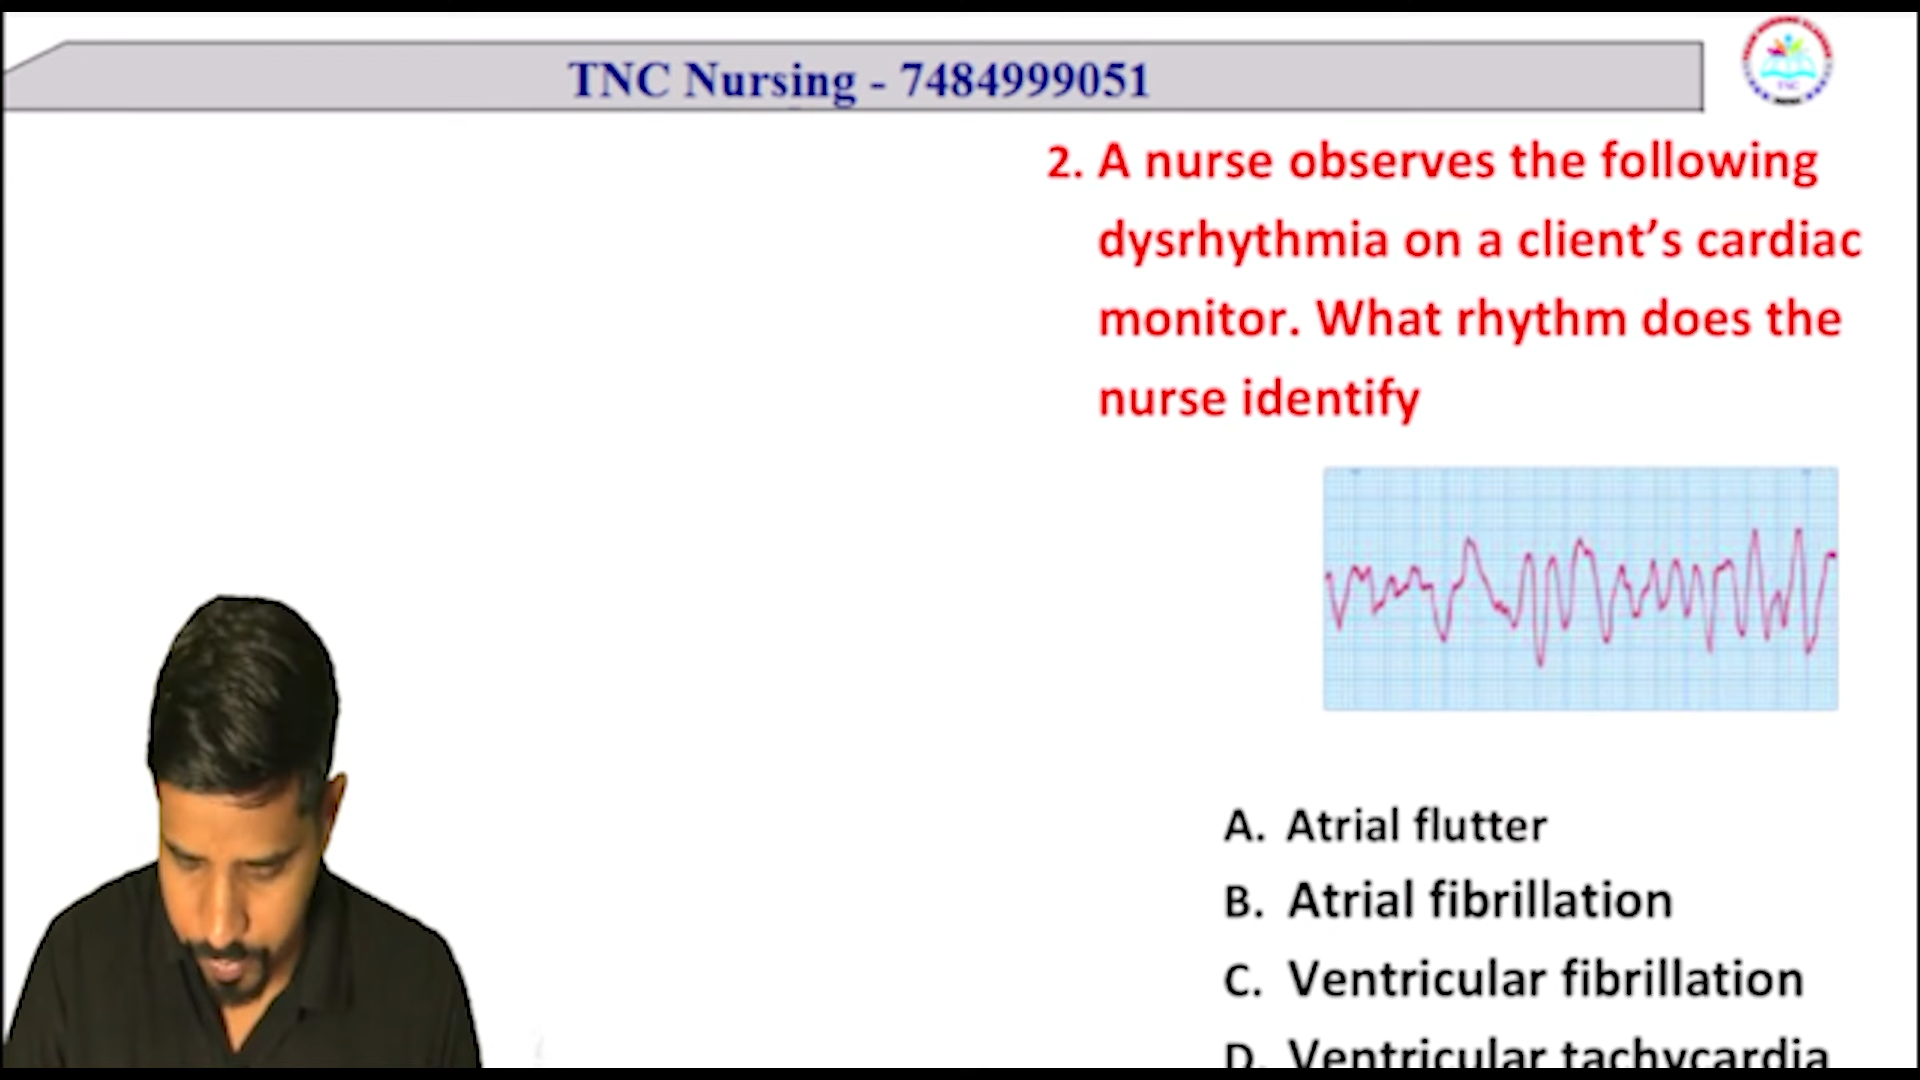 TNC Nursing - 7484999051
2. A nurse observes the following
dysrhythmia on a client’s cardiac
monitor. What rhythm does the
nurse identify
A. Atrial flutter
B. Atrial fibrillation
C. Ventricular fibrillation
D. Ventricular tachycardia